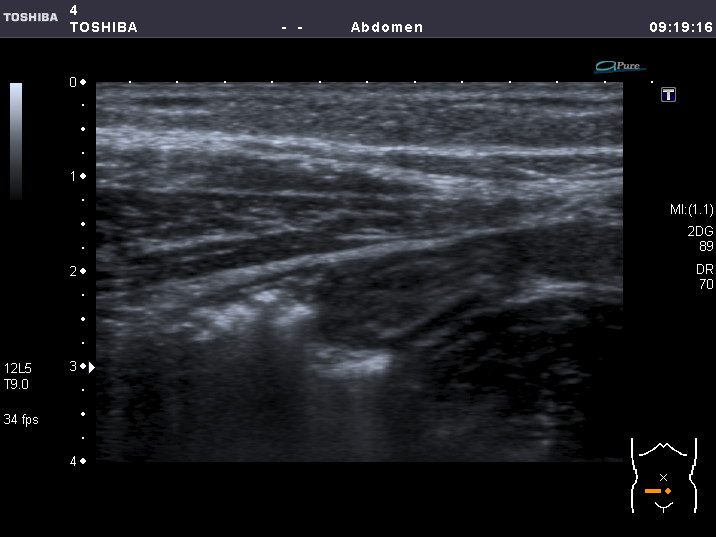 TOSHIBA
4
TOSHIBA - - Abdomen 09:19:16
Pure
T
0
1
2
3
4
MI:(1.1)
2DG
89
DR
70
12L5
T9.0
34 fps